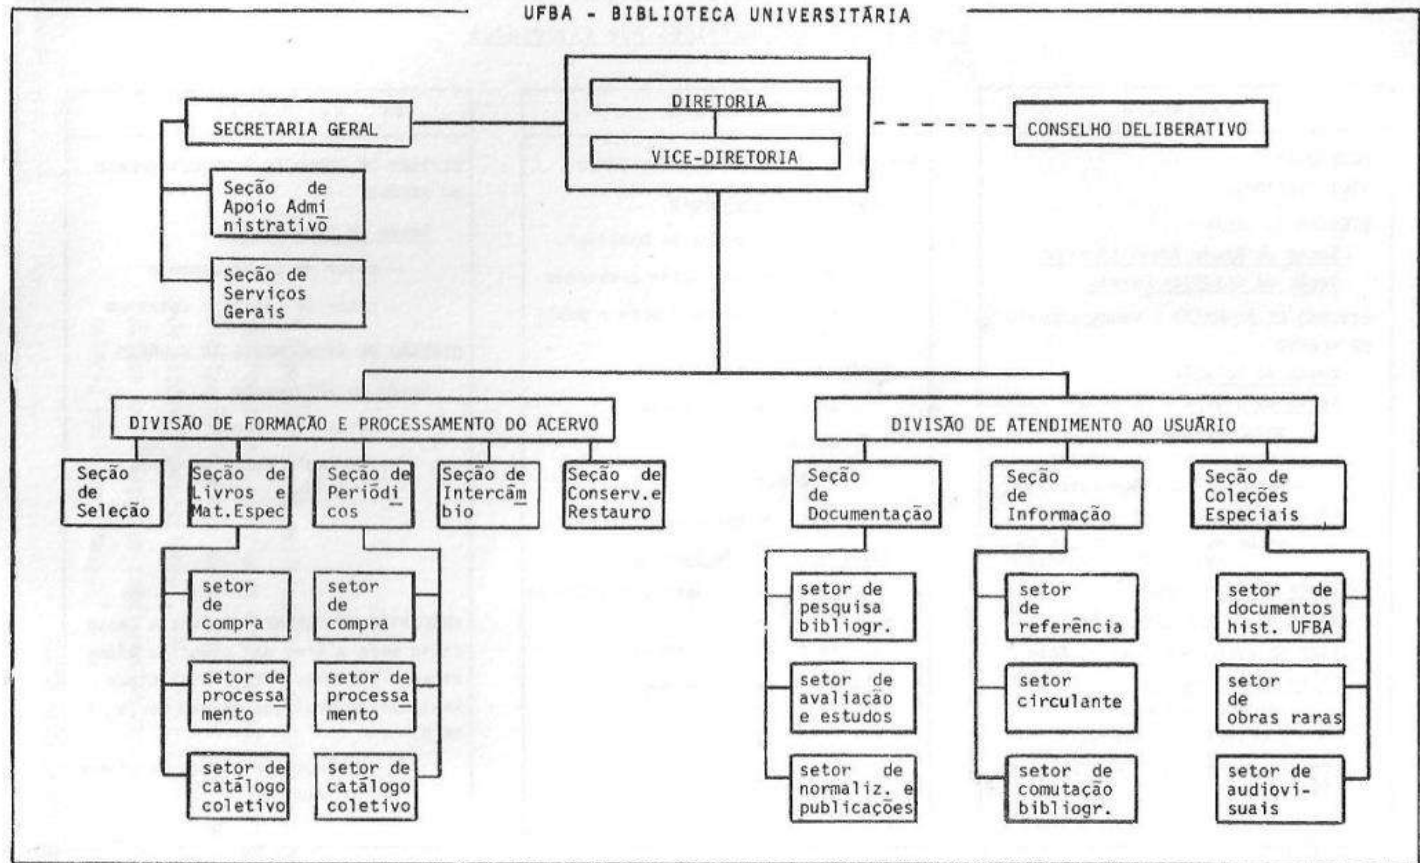 UFBA - BIBLIOTECA UNIVERSITÁRIA
DIRETORIA
VICE-DIRETORIA
SECRETARIA GERAL
CONSELHO DELIBERATIVO
Seção de
Apoio Admi
nistrativo
Seção de
Serviços
Gerais
DIVISÃO DE FORMAÇÃO E PROCESSAMENTO DO ACERVO
DIVISÃO DE ATENDIMENTO AO USUÁRIO
Seção
de
Seleção
Seção de
Livros e
Mat.Espec
Seção de
Periódi
cos
Seção de
Intercâm
bio
Seção de
Conserv.e
Restauro
Seção
de
Documentação
Seção
de
Informação
Seção de
Coleções
Especiais
setor
de
compra
setor
de
compra
setor de
pesquisa
bibliogr.
setor
de
referência
setor de
documentos
hist. UFBA
setor de
processa
mento
setor de
processa
mento
setor de
avaliação
e estudos
setor
circulante
setor
de
obras raras
setor de
catálogo
coletivo
setor de
catálogo
coletivo
setor de
normaliz. e
publicações
setor de
comutação
bibliogr.
setor de
audiovi-
suais